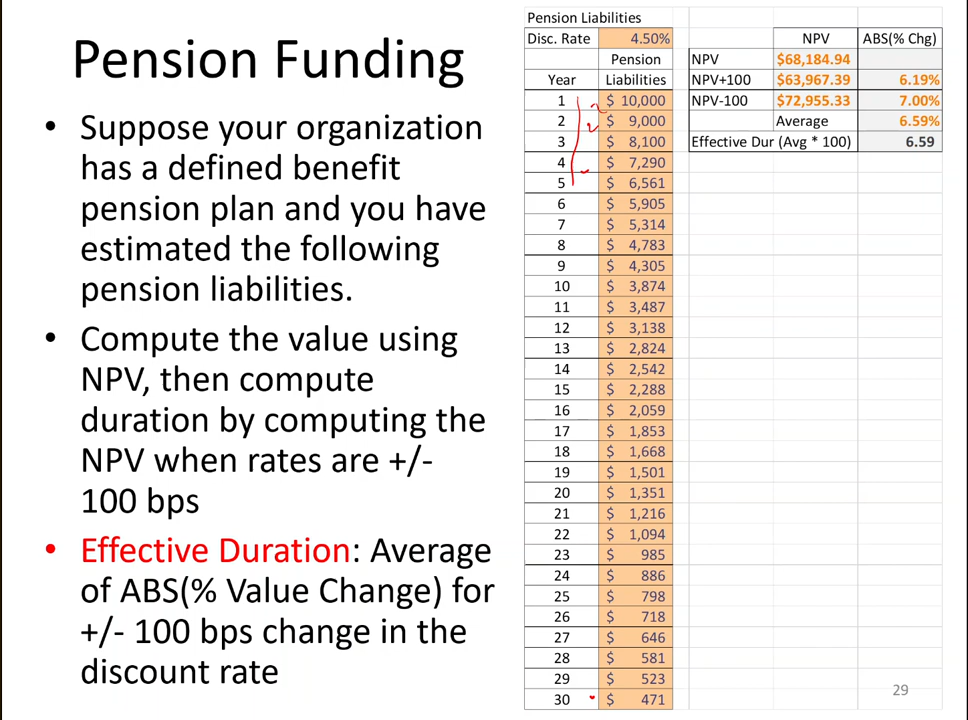 Pension Funding
• Suppose your organization
has a defined benefit
pension plan and you have
estimated the following
pension liabilities.
• Compute the value using
NPV, then compute
duration by computing the
NPV when rates are +/-
100 bps
• Effective Duration: Average
of ABS(% Value Change) for
+/- 100 bps change in the
discount rate
Pension Liabilities
Disc. Rate 4.50%
Pension
Year Liabilities
1 $ 10,000
2 $ 9,000
3 $ 8,100
4 $ 7,290
5 $ 6,561
6 $ 5,905
7 $ 5,314
8 $ 4,783
9 $ 4,305
10 $ 3,874
11 $ 3,487
12 $ 3,138
13 $ 2,824
14 $ 2,542
15 $ 2,288
16 $ 2,059
17 $ 1,853
18 $ 1,668
19 $ 1,501
20 $ 1,351
21 $ 1,216
22 $ 1,094
23 $ 985
24 $ 886
25 $ 798
26 $ 718
27 $ 646
28 $ 581
29 $ 523
30 $ 471
NPV ABS(% Chg)
NPV $68,184.94
NPV+100 $63,967.39 6.19%
NPV-100 $72,955.33 7.00%
Average 6.59%
Effective Dur (Avg * 100) 6.59
29